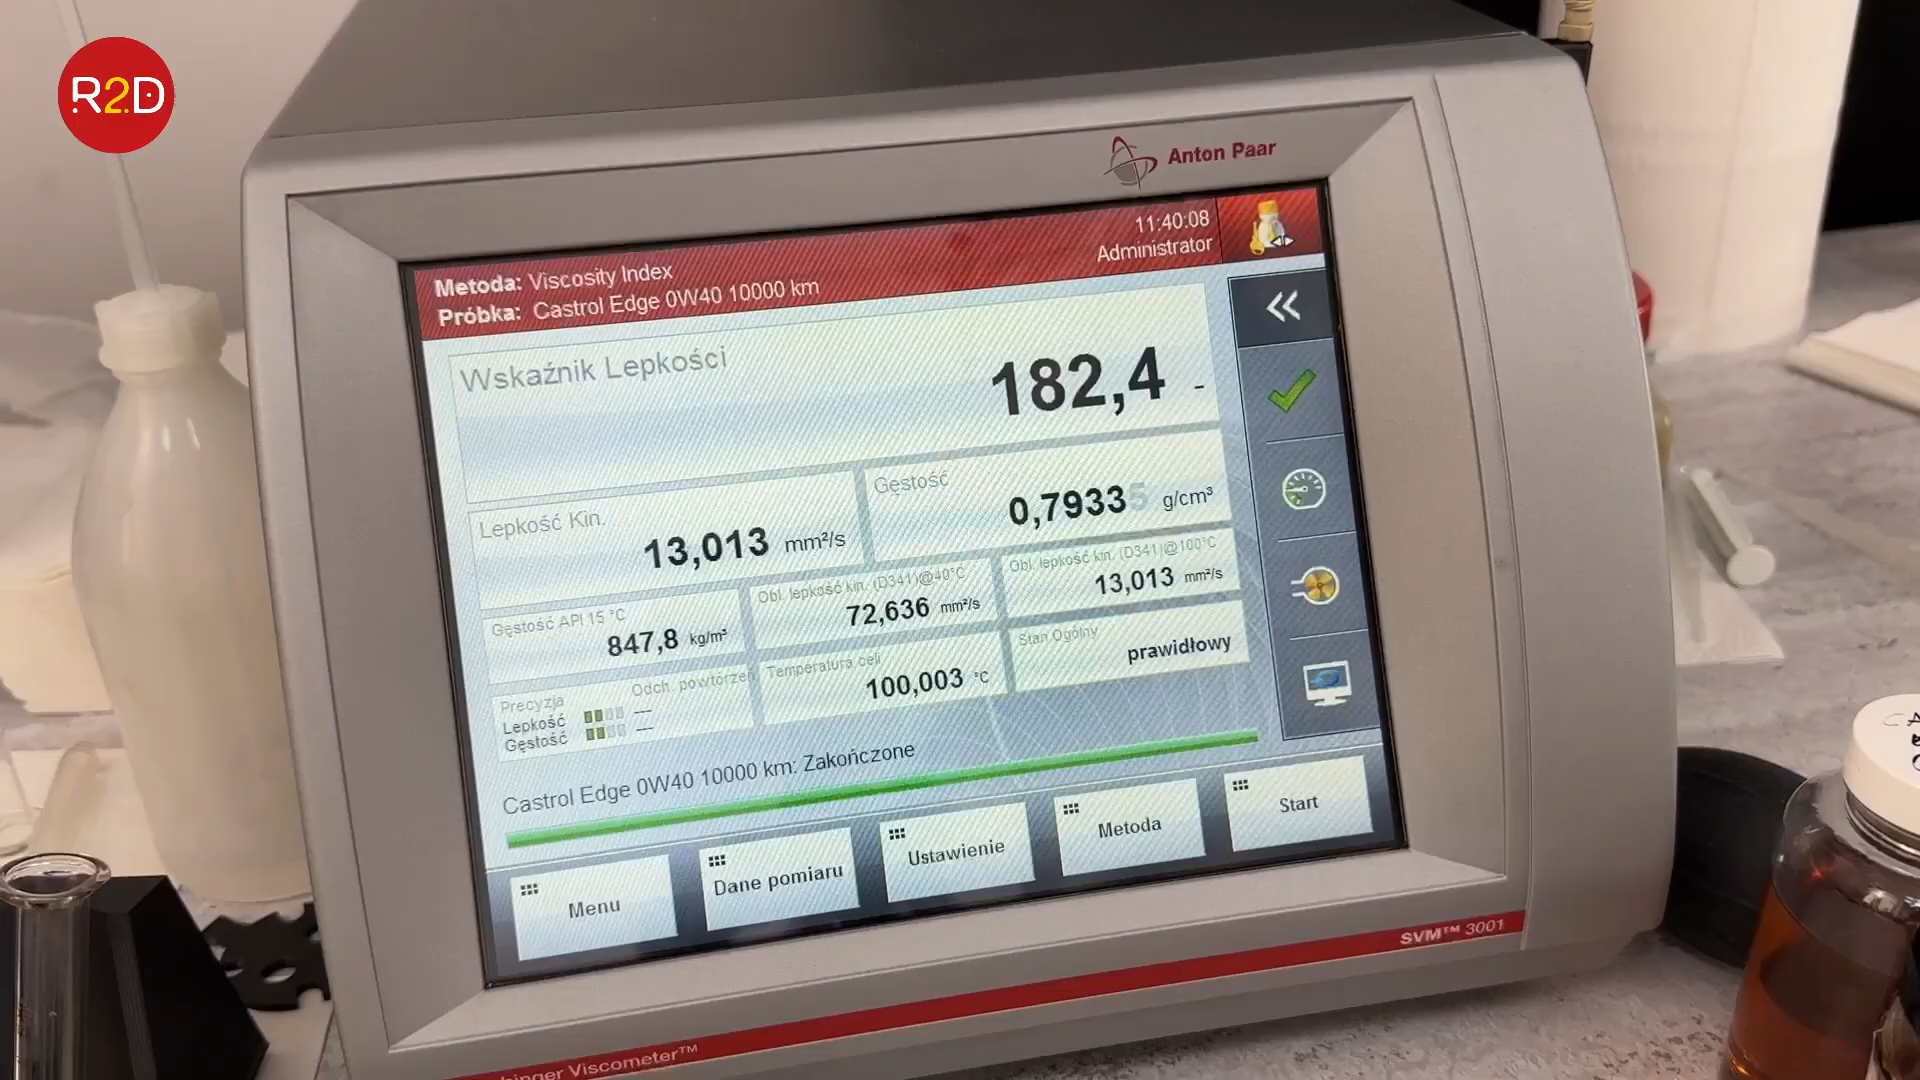 R2D
Anton Paar
11:40:08
Administrator
Metoda: Viscosity Index
Próbka: Castrol Edge 0W40 10000 km
Wskaźnik Lepkości
182,4 -
Lepkość Kin.
13,013 mm²/s
Gęstość
0,79335 g/cm³
Gęstość API 15 °C
847,8 kg/m³
Obl. lepkość kin. (D341)@40°C
72,636 mm²/s
Obl. lepkość kin. (D341)@100°C
13,013 mm²/s
Precyzja
Odch. powtórzeń
Lepkość ---
Gęstość ---
Temperatura celi
100,003 °C
Stan Ogólny
prawidłowy
Castrol Edge 0W40 10000 km: Zakończone
Menu
Dane pomiaru
Ustawienie
Metoda
Start
SVM™ 3001
Viscometer™